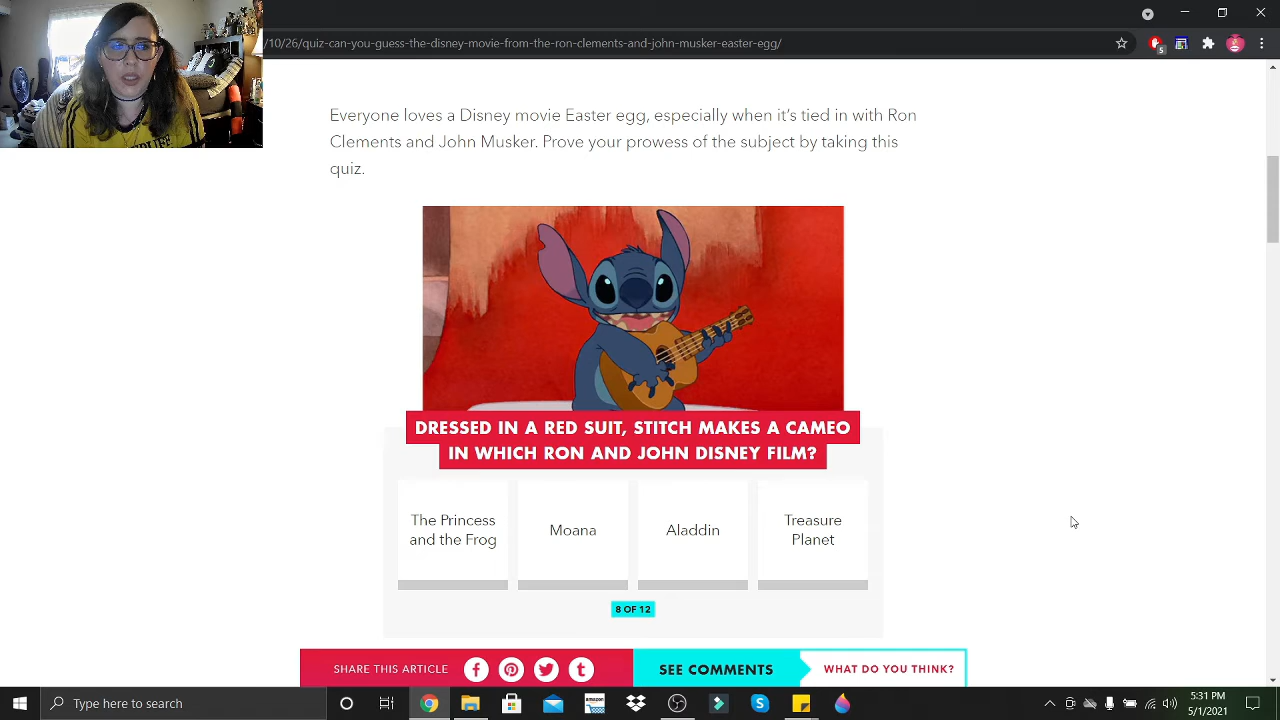 /10/26/quiz-can-you-guess-the-disney-movie-from-the-ron-clements-and-john-musker-easter-egg/
5
Everyone loves a Disney movie Easter egg, especially when it's tied in with Ron
Clements and John Musker. Prove your prowess of the subject by taking this
quiz.
DRESSED IN A RED SUIT, STITCH MAKES A CAMEO
IN WHICH RON AND JOHN DISNEY FILM?
The Princess
and the Frog
Moana
Aladdin
Treasure
Planet
8 OF 12
SHARE THIS ARTICLE
SEE COMMENTS
WHAT DO YOU THINK?
Type here to search
amazon
5:31 PM
5/1/2021